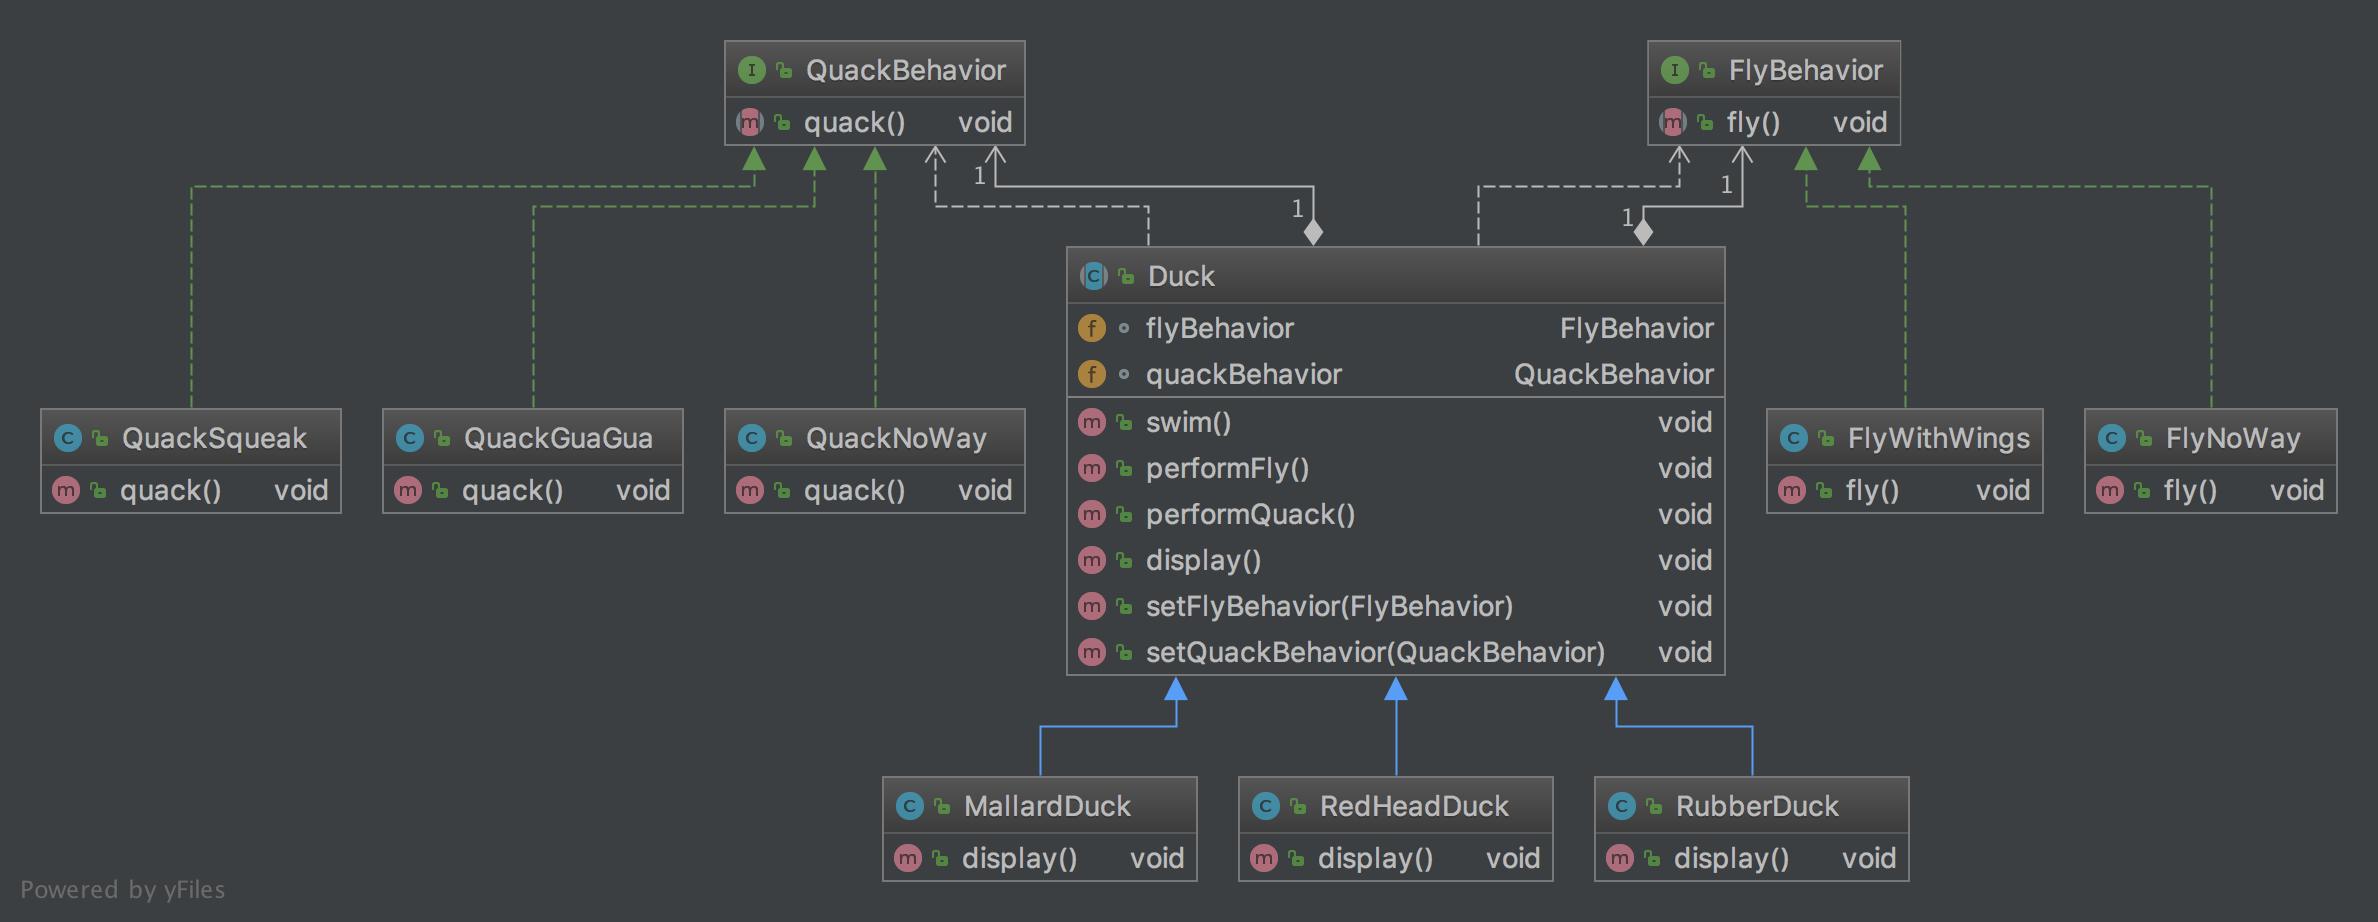 QuackBehavior
quack() void
FlyBehavior
fly() void
1
1
1
1
Duck
flyBehavior FlyBehavior
quackBehavior QuackBehavior
swim() void
performFly() void
performQuack() void
display() void
setFlyBehavior(FlyBehavior) void
setQuackBehavior(QuackBehavior) void
QuackSqueak
quack() void
QuackGuaGua
quack() void
QuackNoWay
quack() void
FlyWithWings
fly() void
FlyNoWay
fly() void
MallardDuck
display() void
RedHeadDuck
display() void
RubberDuck
display() void
Powered by yFiles